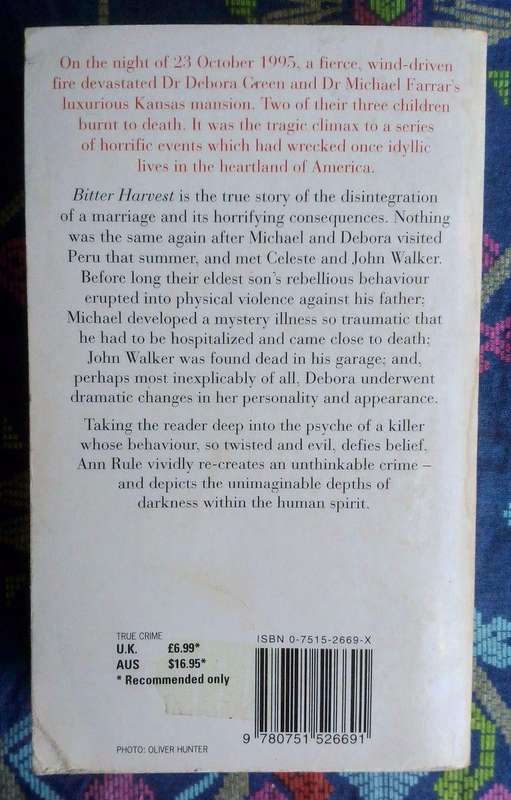 On the night of 23 October 1995, a fierce, wind-driven
fire devastated Dr Debora Green and Dr Michael Farrar's
luxurious Kansas mansion. Two of their three children
burnt to death. It was the tragic climax to a series
of horrific events which had wrecked once idyllic
lives in the heartland of America.
Bitter Harvest is the true story of the disintegration
of a marriage and its horrifying consequences. Nothing
was the same again after Michael and Debora visited
Peru that summer, and met Celeste and John Walker.
Before long their eldest son's rebellious behaviour
erupted into physical violence against his father;
Michael developed a mystery illness so traumatic that
he had to be hospitalized and came close to death;
John Walker was found dead in his garage; and,
perhaps most inexplicably of all, Debora underwent
dramatic changes in her personality and appearance.
Taking the reader deep into the psyche of a killer
whose behaviour, so twisted and evil, defies belief,
Ann Rule vividly re-creates an unthinkable crime –
and depicts the unimaginable depths of
darkness within the human spirit.
TRUE CRIME
U.K. £6.99*
AUS $16.95*
* Recommended only
PHOTO: OLIVER HUNTER
ISBN 0-7515-2669-X
9 780751 526691